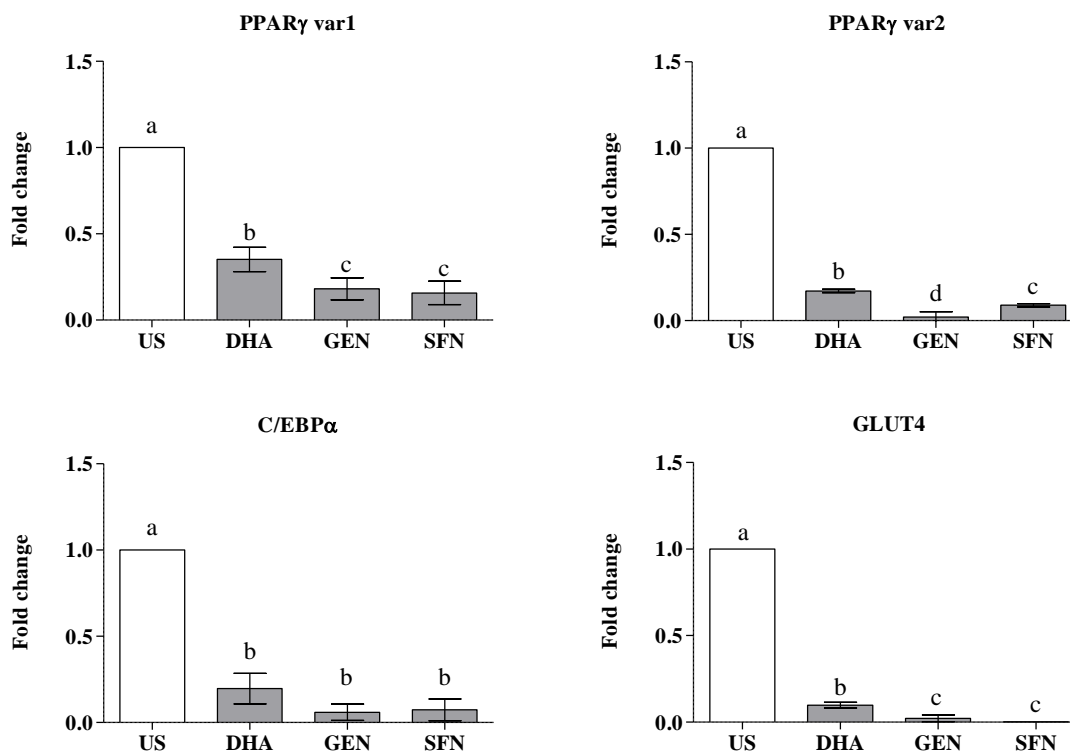 PPARγ var1
1.5
1.0
0.5
0.0
Fold change
a
b
c
c
US DHA GEN SFN
PPARγ var2
1.5
1.0
0.5
0.0
Fold change
a
b
d
c
US DHA GEN SFN
C/EBPα
1.5
1.0
0.5
0.0
Fold change
a
b
b
b
US DHA GEN SFN
GLUT4
1.5
1.0
0.5
0.0
Fold change
a
b
c
c
US DHA GEN SFN